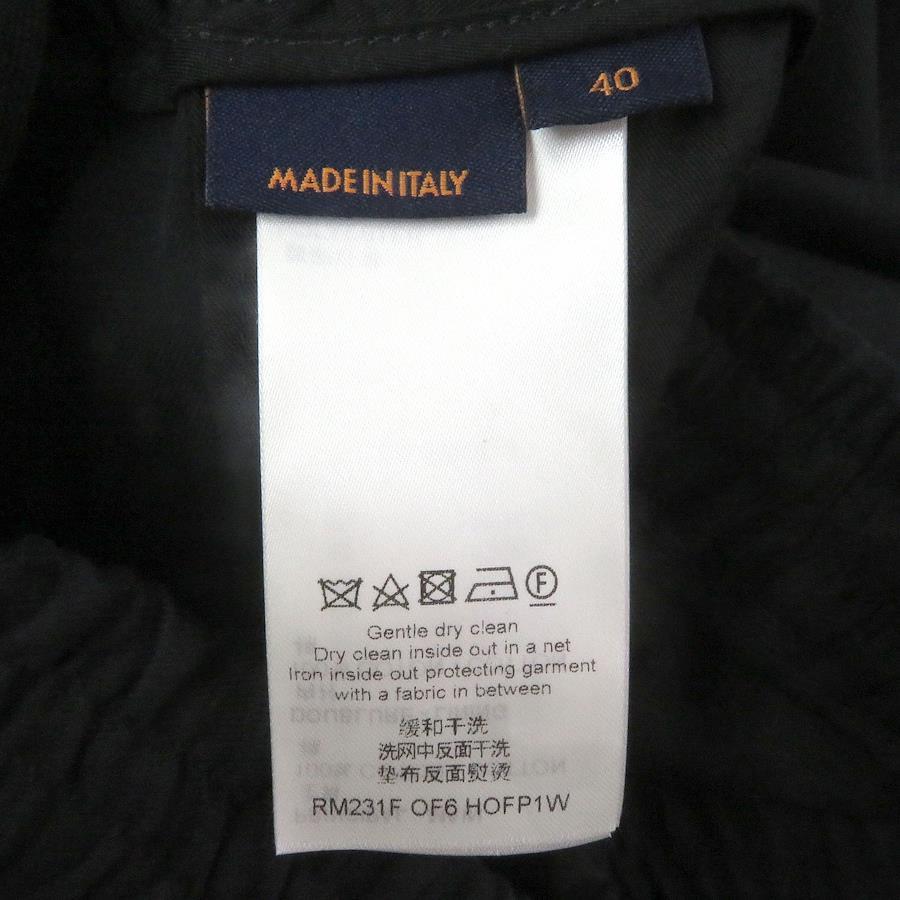 40
MADE IN ITALY
F
Gentle dry clean
Dry clean inside out in a net
Iron inside out protecting garment
with a fabric in between
缓和干洗
洗网中反面干洗
垫布反面熨烫
RM231F OF6 HOFP1W